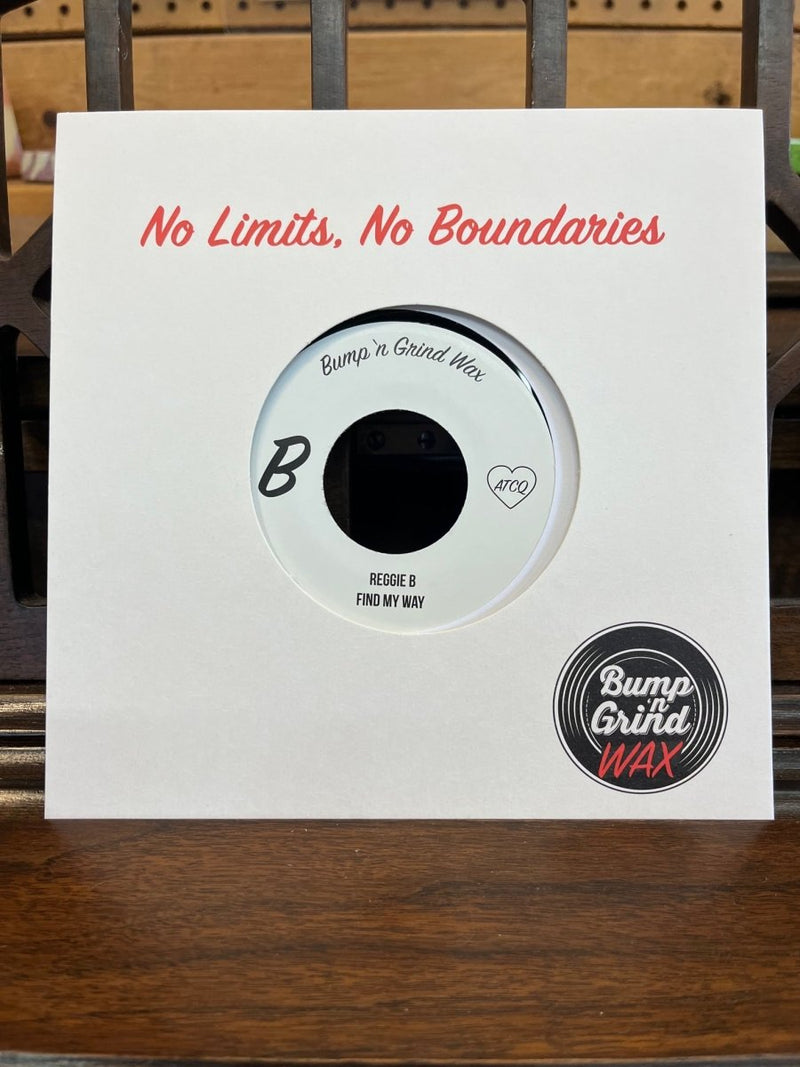 No Limits, No Boundaries
Bump 'n Grind Wax
B
ATCQ
REGGIE B
FIND MY WAY
Bump
'n
Grind
WAX